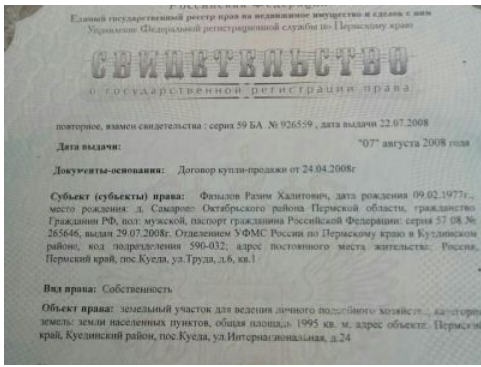 Российская Федерация
Единый государственный реестр прав на недвижимое имущество и сделок с ним
Управление Федеральной регистрационной службы по Пермскому краю
СВИДЕТЕЛЬСТВО
о государственной регистрации права
повторное, взамен свидетельства : серия 59 БА № 926559 , дата выдачи 22.07.2008
Дата выдачи: "07" августа 2008 года
Документы-основания: Договор купли-продажи от 24.04.2008г
Субъект (субъекты) права: Фазылов Разим Халитович, дата рождения 09.02.1977г.,
место рождения: д. Самарово Октябрьского района Пермской области, гражданство
Гражданин РФ, пол: мужской, паспорт гражданина Российской Федерации: серия 57 08 №
265646, выдан 29.07.2008г. Отделением УФМС России по Пермскому краю в Куединском
районе, код подразделения 590-032; адрес постоянного места жительства: Россия,
Пермский край, пос.Куеда, ул.Труда, д.6, кв.1
Вид права: Собственность
Объект права: земельный участок для ведения личного подсобного категория
земель: земли населенных пунктов, общая площадь 1995 кв. м, адрес объекта: Пермский
край, Куединский район, пос.Куеда, ул.Интернациональная, д.24